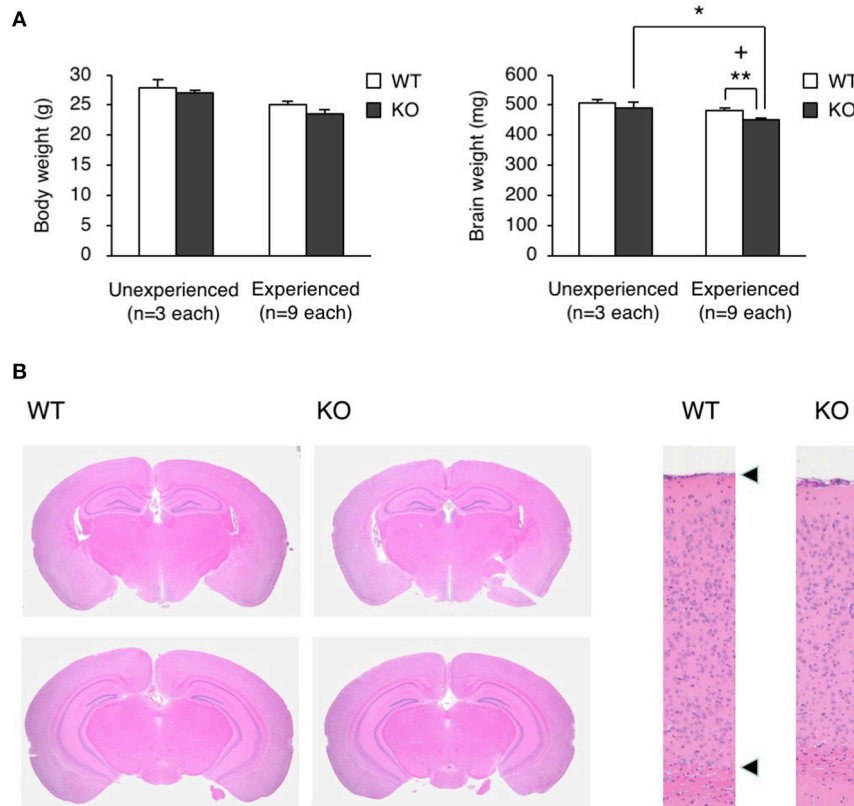 A
Body weight (g)
30
25
20
15
10
5
0
WT
KO
Unexperienced
(n=3 each)
Experienced
(n=9 each)
Brain weight (mg)
600
500
400
300
200
100
0
*
+
**
WT
KO
Unexperienced
(n=3 each)
Experienced
(n=9 each)
B
WT
KO
WT
KO